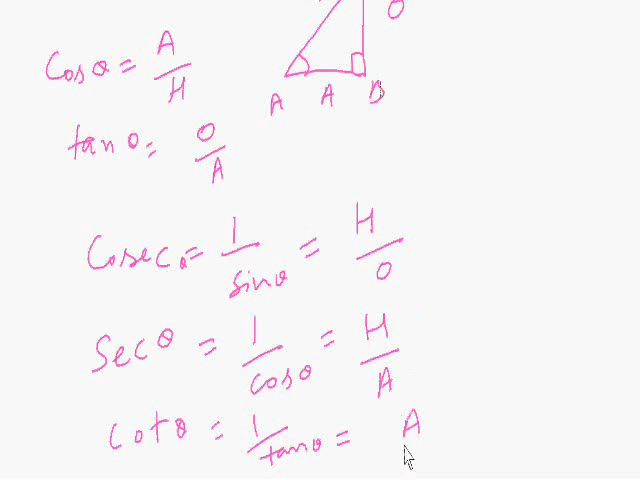 O
Cosθ = A/H
A A B
tanθ = O/A
Cosecθ = 1/sinθ = H/O
Secθ = 1/cosθ = H/A
Cotθ = 1/tanθ = A